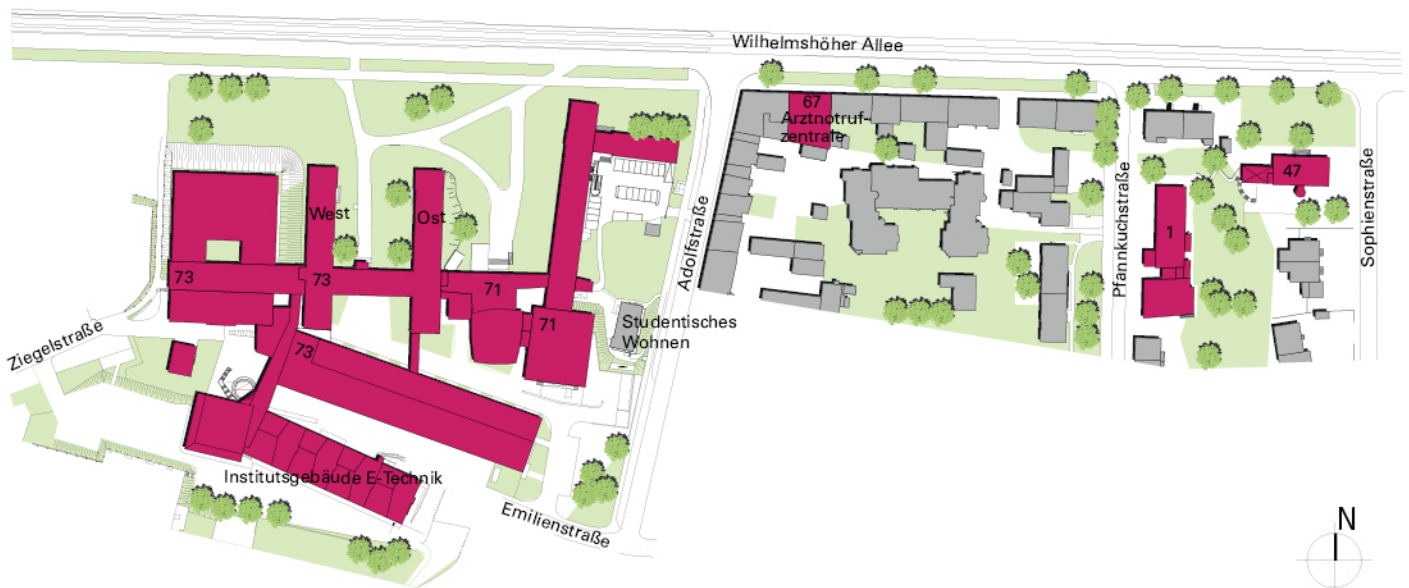 Wilhelmshöher Allee
67
Arztnotruf-
zentrale
47
Sophienstraße
West
Ost
Adolfstraße
Pfannkuchstraße
1
73
73
71
71
Studentisches
Wohnen
Ziegelstraße
73
Institutsgebäude E-Technik
Emilienstraße
N